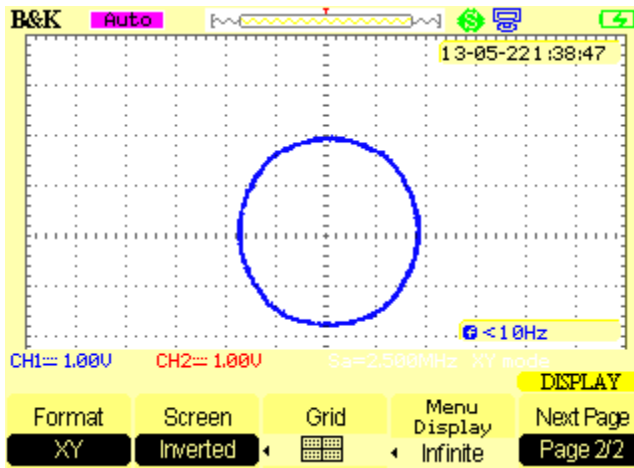 B&K Auto
13-05-22 1:38:47
<10Hz
CH1 1.00V CH2 1.00V Sa=2.500MHz XY mode
DISPLAY
Format Screen Grid Menu Display Next Page
XY Inverted Infinite Page 2/2